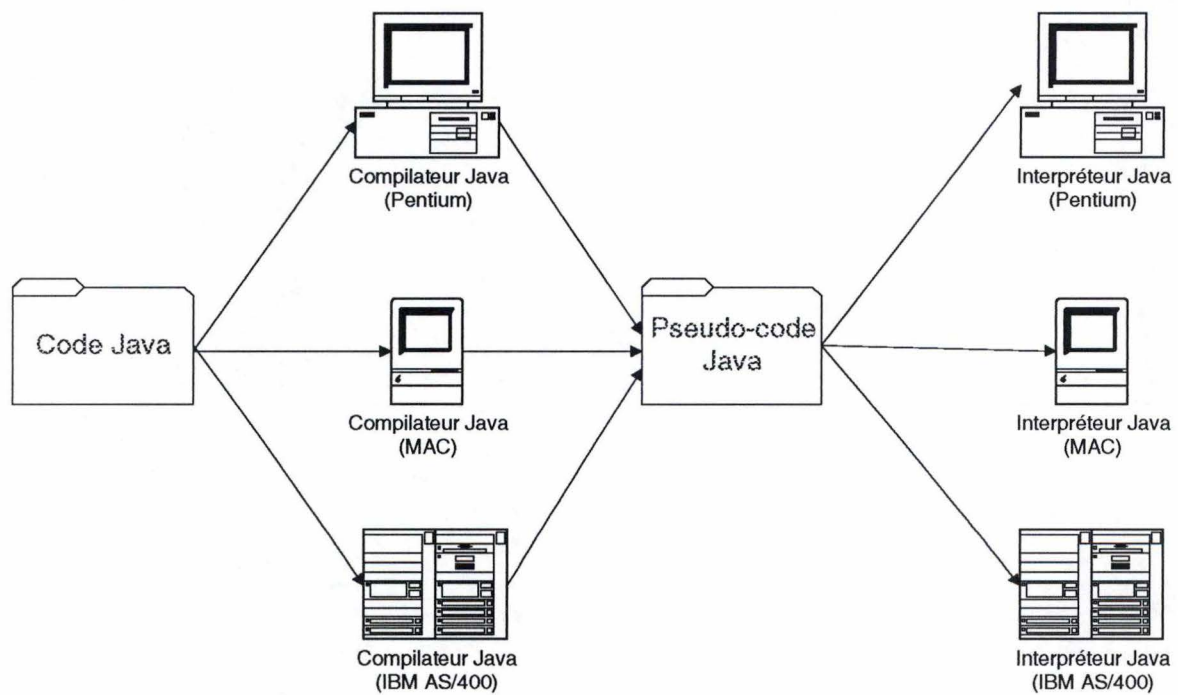 Compilateur Java
(Pentium)
Interpréteur Java
(Pentium)
Code Java
Pseudo-code
Java
Compilateur Java
(MAC)
Interpréteur Java
(MAC)
Compilateur Java
(IBM AS/400)
Interpréteur Java
(IBM AS/400)